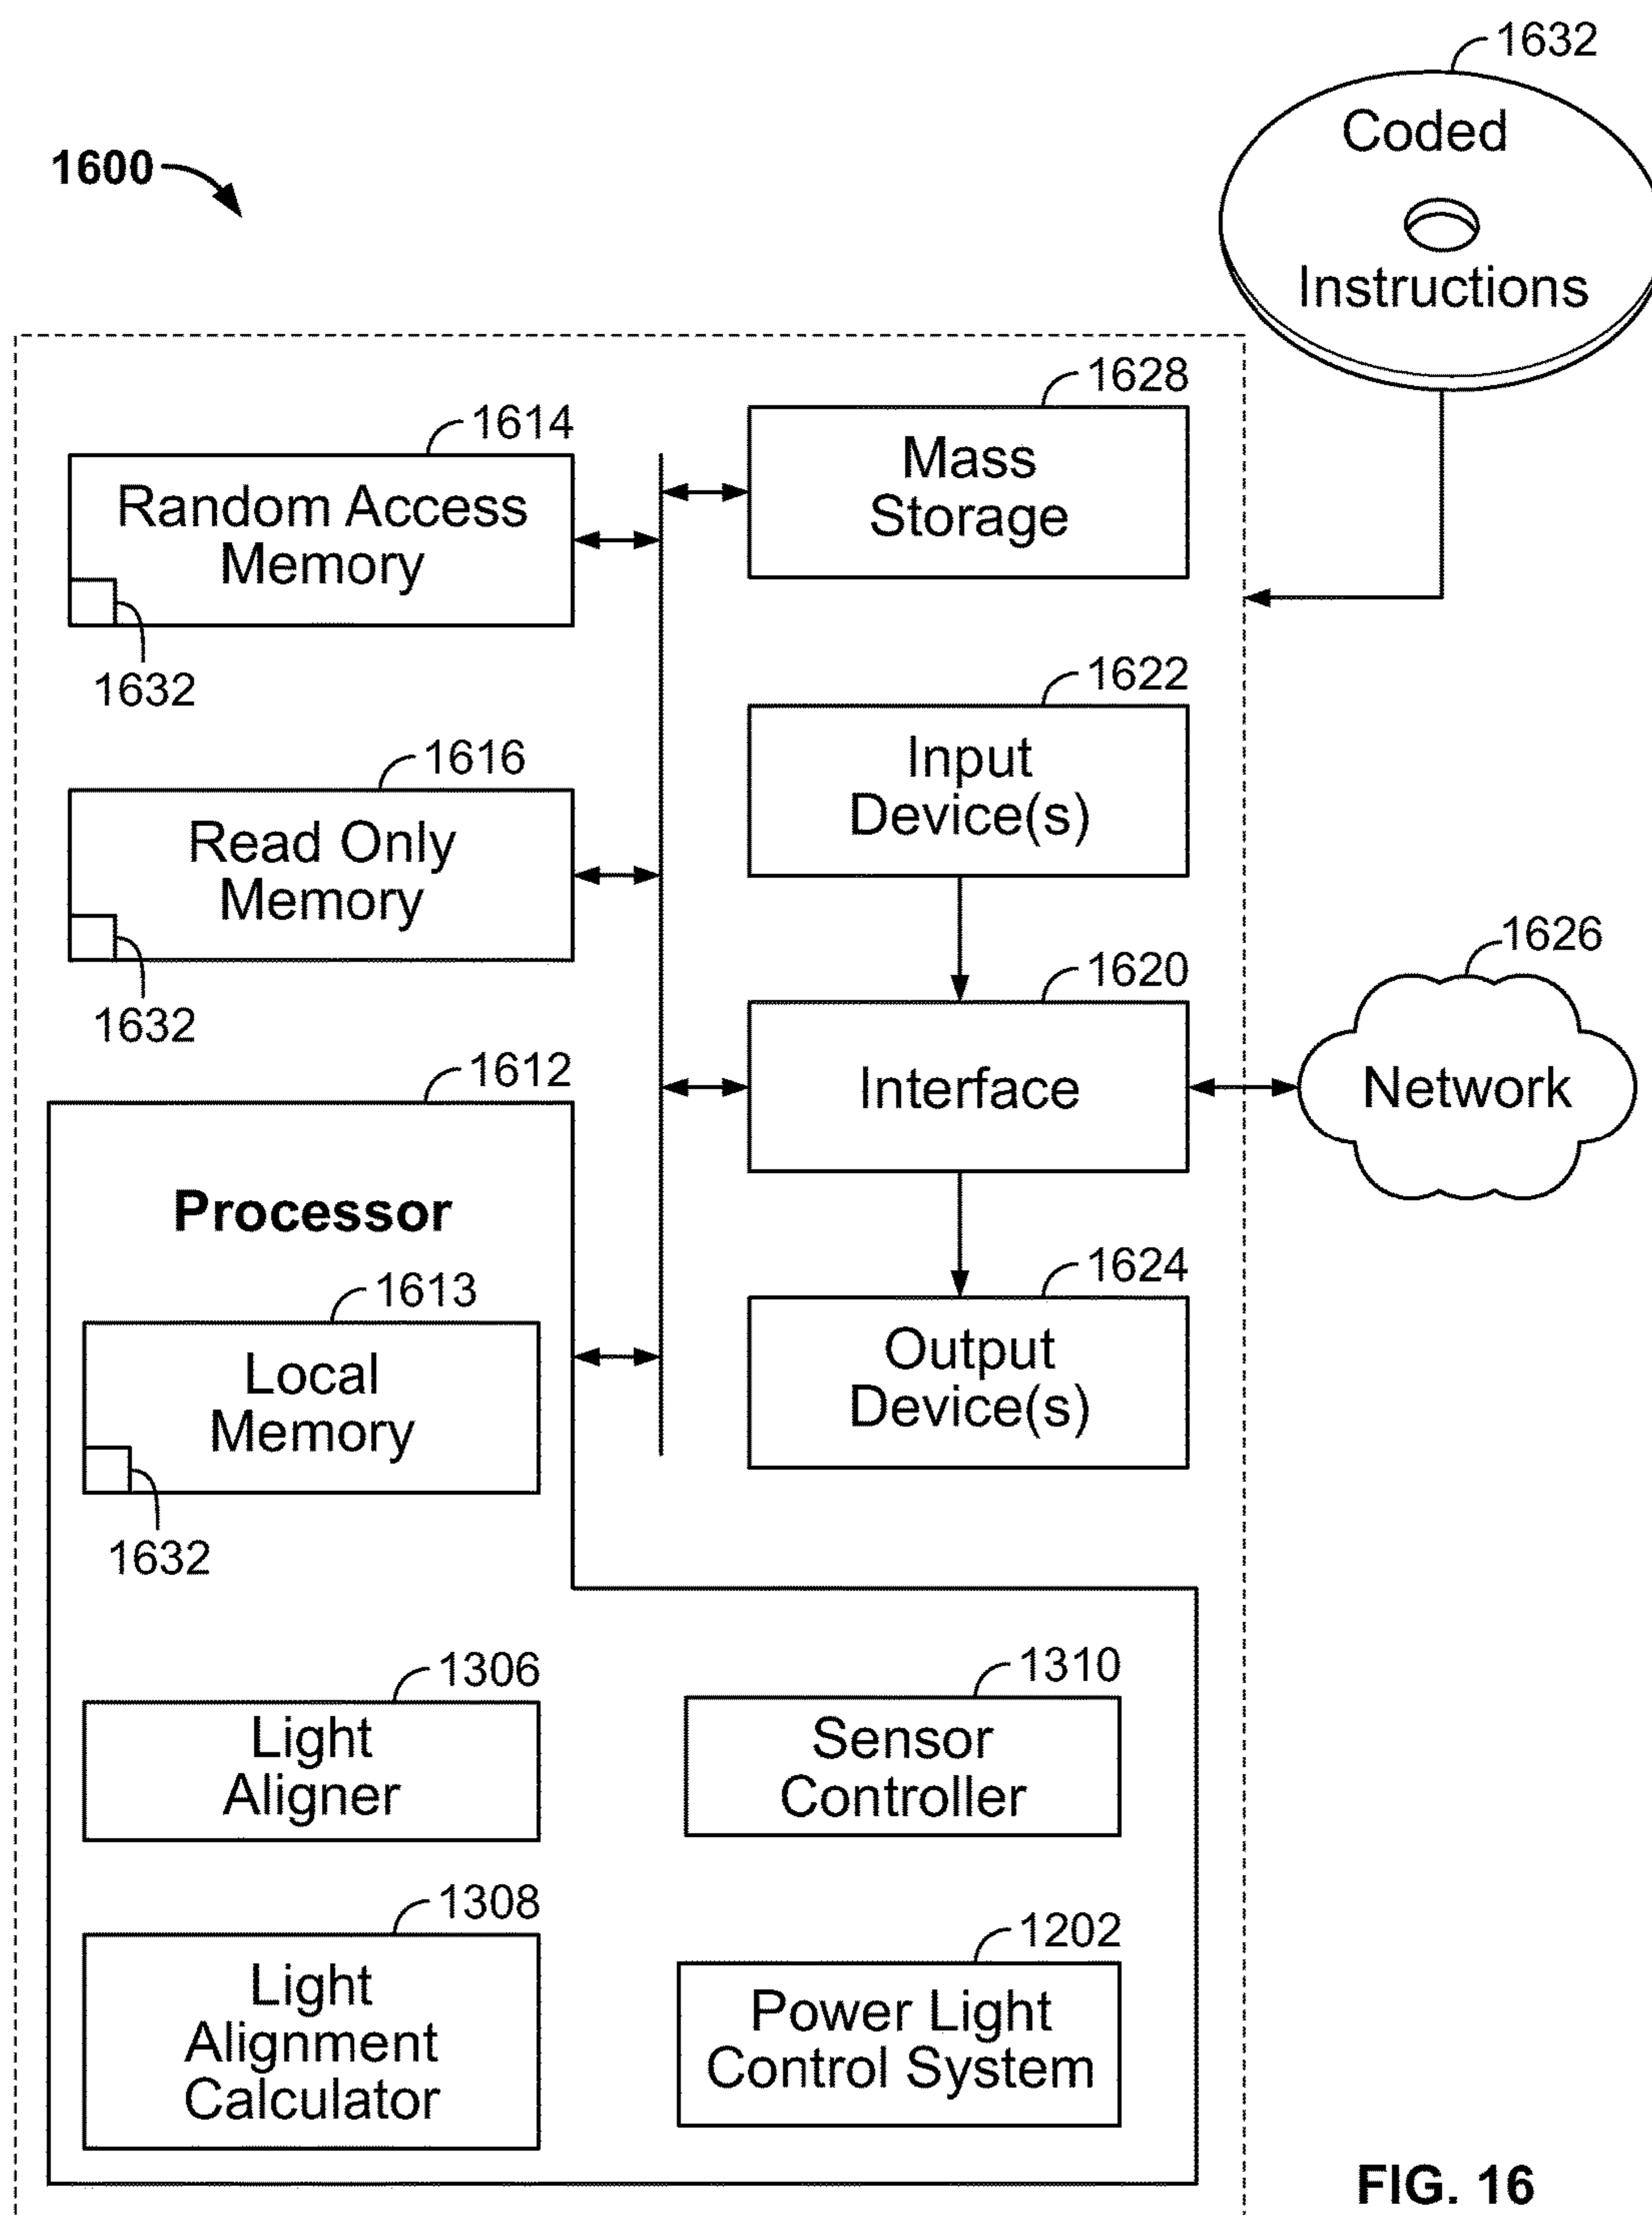 1632
Coded
Instructions
1600
1628
Mass
Storage
1614
Random Access
Memory
1632
1622
Input
Device(s)
1616
Read Only
Memory
1632
1620
Interface
1626
Network
1612
Processor
1613
Local
Memory
1632
1624
Output
Device(s)
1306
Light
Aligner
1310
Sensor
Controller
1308
Light
Alignment
Calculator
1202
Power Light
Control System
FIG. 16